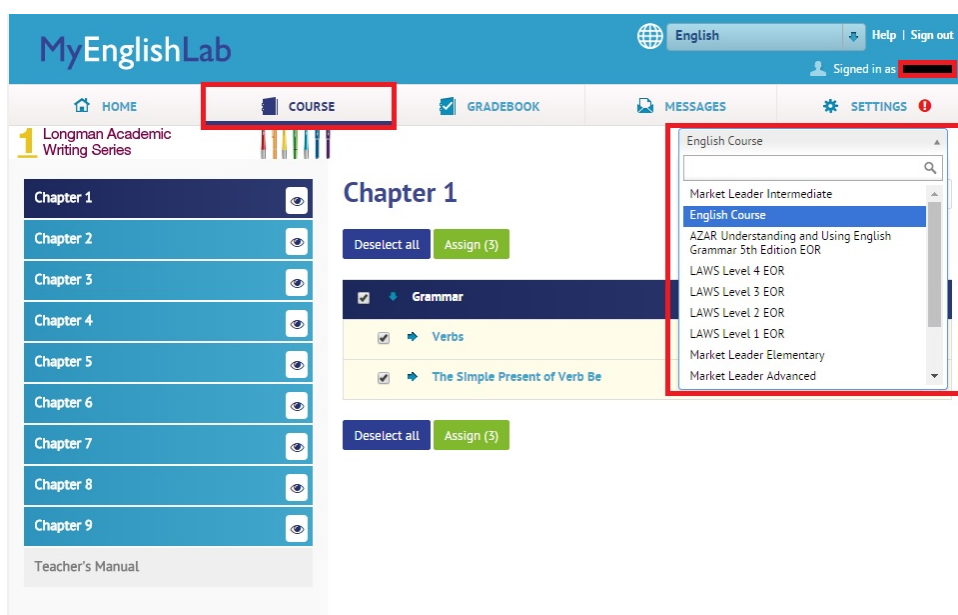 MyEnglishLab
English
Help | Sign out
Signed in as
HOME
COURSE
GRADEBOOK
MESSAGES
SETTINGS
1 Longman Academic
Writing Series
English Course
Market Leader Intermediate
English Course
AZAR Understanding and Using English
Grammar 5th Edition EOR
LAWS Level 4 EOR
LAWS Level 3 EOR
LAWS Level 2 EOR
LAWS Level 1 EOR
Market Leader Elementary
Market Leader Advanced
Chapter 1
Chapter 2
Chapter 3
Chapter 4
Chapter 5
Chapter 6
Chapter 7
Chapter 8
Chapter 9
Teacher's Manual
Chapter 1
Deselect all
Assign (3)
Grammar
Verbs
The Simple Present of Verb Be
Deselect all
Assign (3)